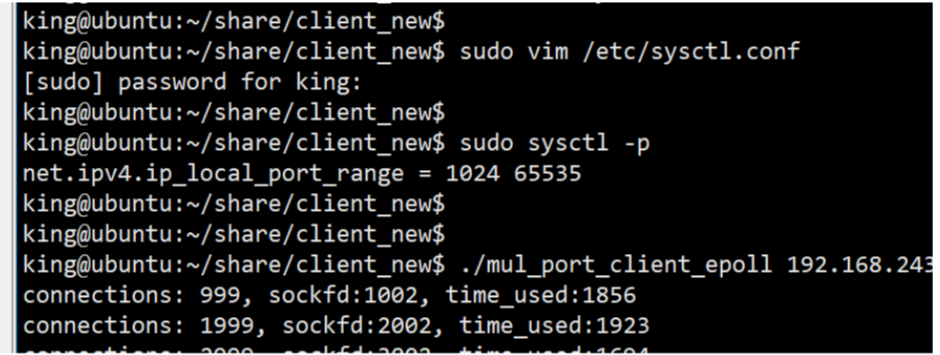 king@ubuntu:~/share/client_new$
king@ubuntu:~/share/client_new$ sudo vim /etc/sysctl.conf
[sudo] password for king:
king@ubuntu:~/share/client_new$
king@ubuntu:~/share/client_new$ sudo sysctl -p
net.ipv4.ip_local_port_range = 1024 65535
king@ubuntu:~/share/client_new$
king@ubuntu:~/share/client_new$
king@ubuntu:~/share/client_new$ ./mul_port_client_epoll 192.168.243
connections: 999, sockfd:1002, time_used:1856
connections: 1999, sockfd:2002, time_used:1923